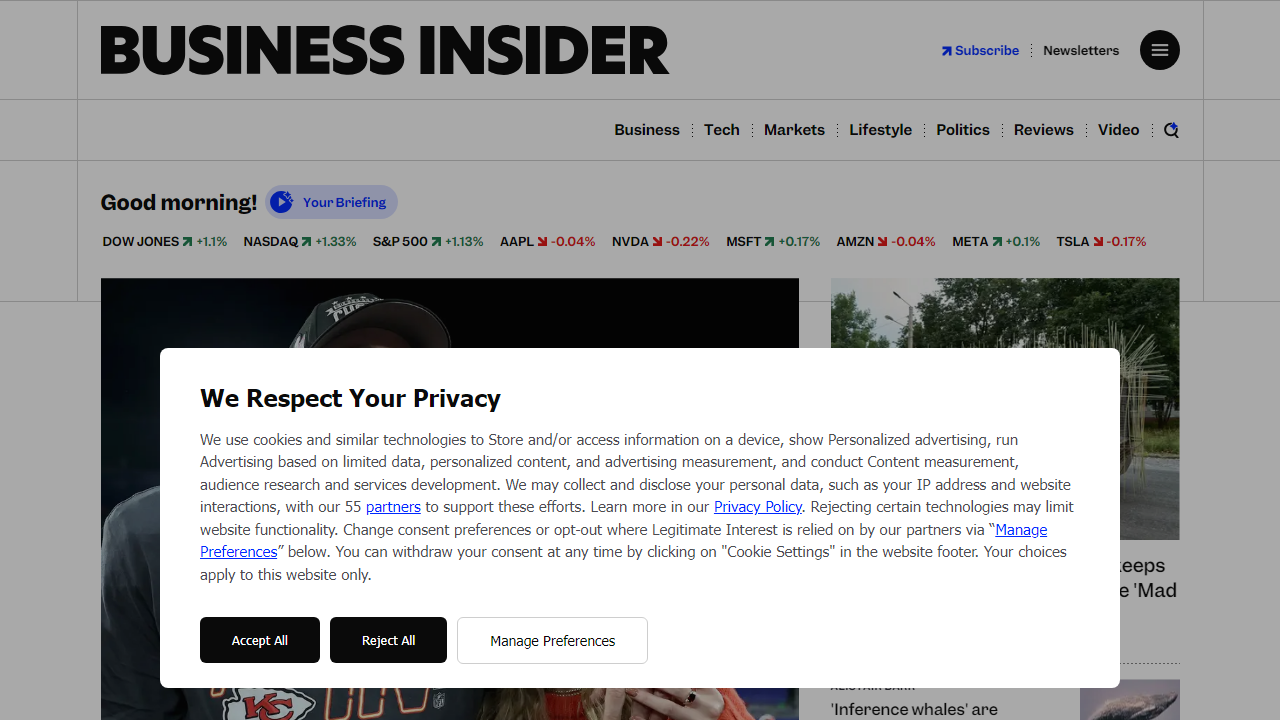 BUSINESS INSIDER
Subscribe
Newsletters
Business Tech Markets Lifestyle Politics Reviews Video
Good morning! Your Briefing
DOW JONES +1.1% NASDAQ +1.33% S&P 500 +1.13% AAPL -0.04% NVDA -0.22% MSFT +0.17% AMZN -0.04% META +0.1% TSLA -0.17%
We Respect Your Privacy
We use cookies and similar technologies to Store and/or access information on a device, show Personalized advertising, run
Advertising based on limited data, personalized content, and advertising measurement, and conduct Content measurement,
audience research and services development. We may collect and disclose your personal data, such as your IP address and website
interactions, with our 55 partners to support these efforts. Learn more in our Privacy Policy. Rejecting certain technologies may limit
website functionality. Change consent preferences or opt-out where Legitimate Interest is relied on by our partners via “Manage
Preferences” below. You can withdraw your consent at any time by clicking on "Cookie Settings" in the website footer. Your choices
apply to this website only.
Accept All Reject All Manage Preferences
keeps
'Mad
'Inference whales' are
KC
NFL